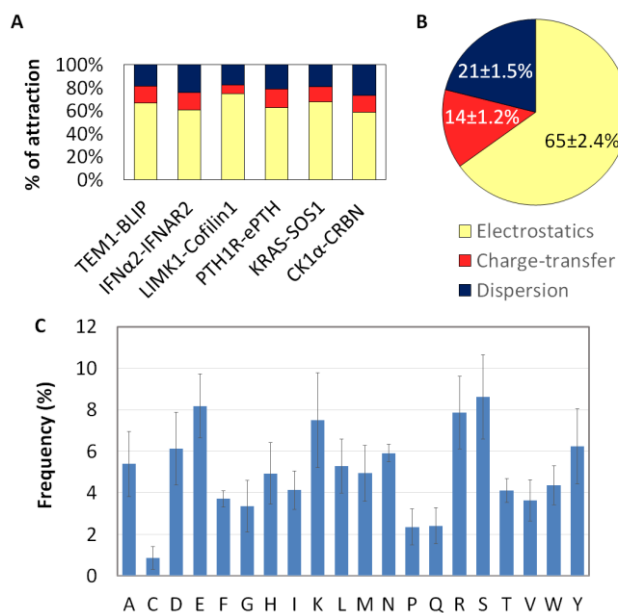 A
100%
80%
60%
40%
20%
0%
% of attraction
TEM1-BLIP
IFNα2-IFNAR2
LIMK1-Cofilin1
PTH1R-ePTH
KRAS-SOS1
CK1α-CRBN
B
21±1.5%
14±1.2%
65±2.4%
Electrostatics
Charge-transfer
Dispersion
C
12
10
8
6
4
2
0
Frequency (%)
A C D E F G H I K L M N P Q R S T V W Y